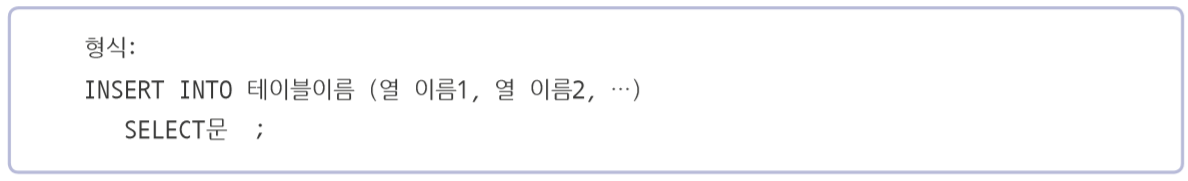 형식:
INSERT INTO 테이블이름 (열 이름1, 열 이름2, …)
SELECT문 ;